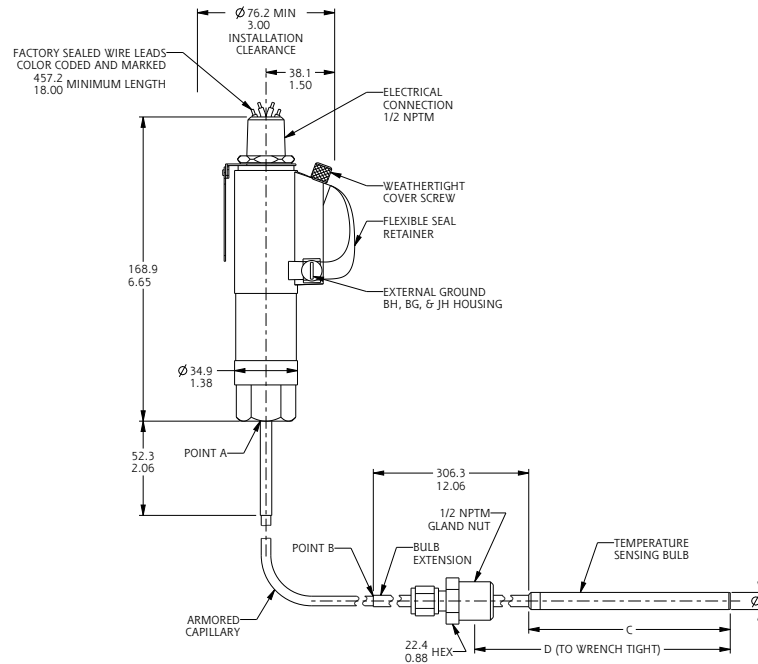 Ø 76.2 MIN
3.00
INSTALLATION
CLEARANCE
FACTORY SEALED WIRE LEADS
COLOR CODED AND MARKED
457.2
18.00 MINIMUM LENGTH
38.1
1.50
ELECTRICAL
CONNECTION
1/2 NPTM
WEATHERTIGHT
COVER SCREW
FLEXIBLE SEAL
RETAINER
168.9
6.65
EXTERNAL GROUND
BH, BG, & JH HOUSING
Ø 34.9
1.38
52.3
2.06
POINT A
306.3
12.06
1/2 NPTM
GLAND NUT
POINT B
BULB
EXTENSION
TEMPERATURE
SENSING BULB
Ø
ARMORED
CAPILLARY
22.4
0.88 HEX
C
D (TO WRENCH TIGHT)